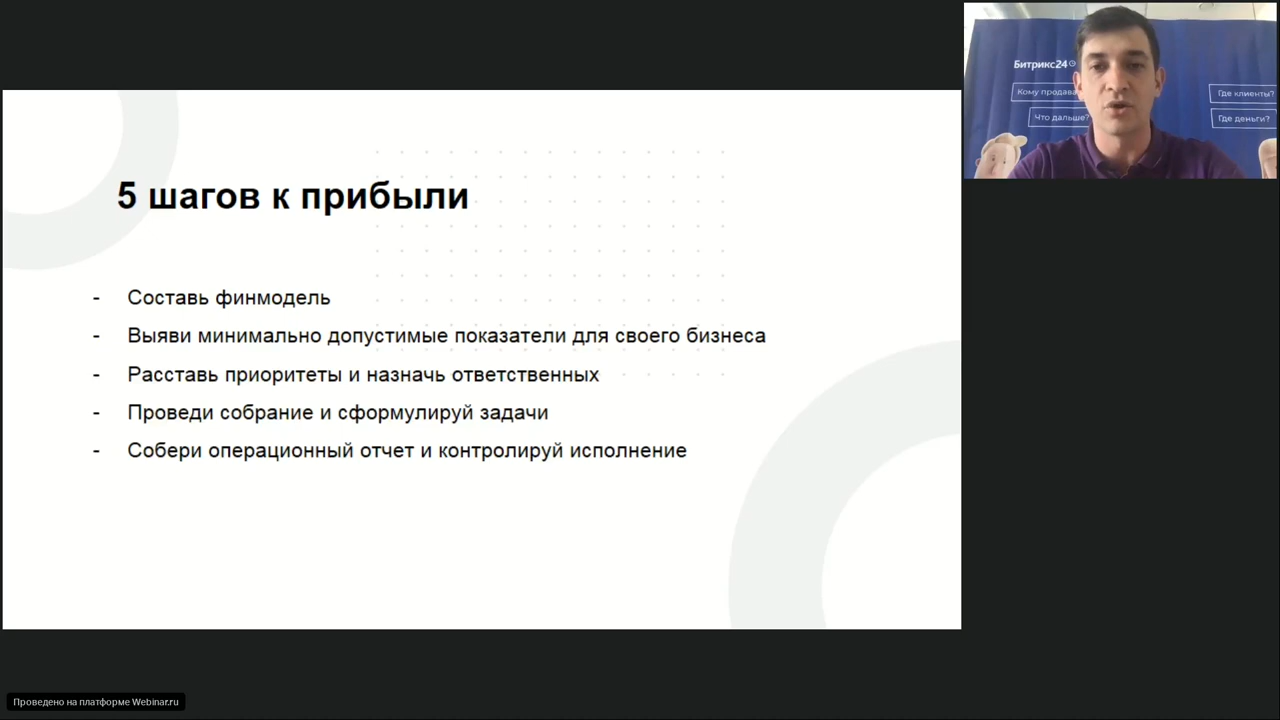 5 шагов к прибыли
- Составь финмодель
- Выяви минимально допустимые показатели для своего бизнеса
- Расставь приоритеты и назначь ответственных
- Проведи собрание и сформулируй задачи
- Собери операционный отчет и контролируй исполнение
Битрикс24
Кому продава
Что дальше?
Где клиенты?
Где деньги?
Проведено на платформе Webinar.ru